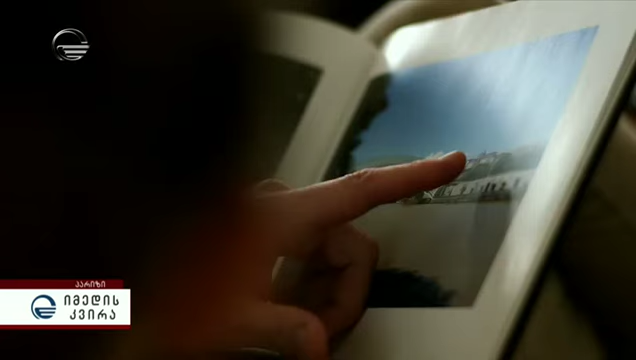 ᲞᲐᲠᲘᲖᲘ
ᲘᲛᲔᲓᲘᲡ
ᲙᲕᲘᲠᲐ